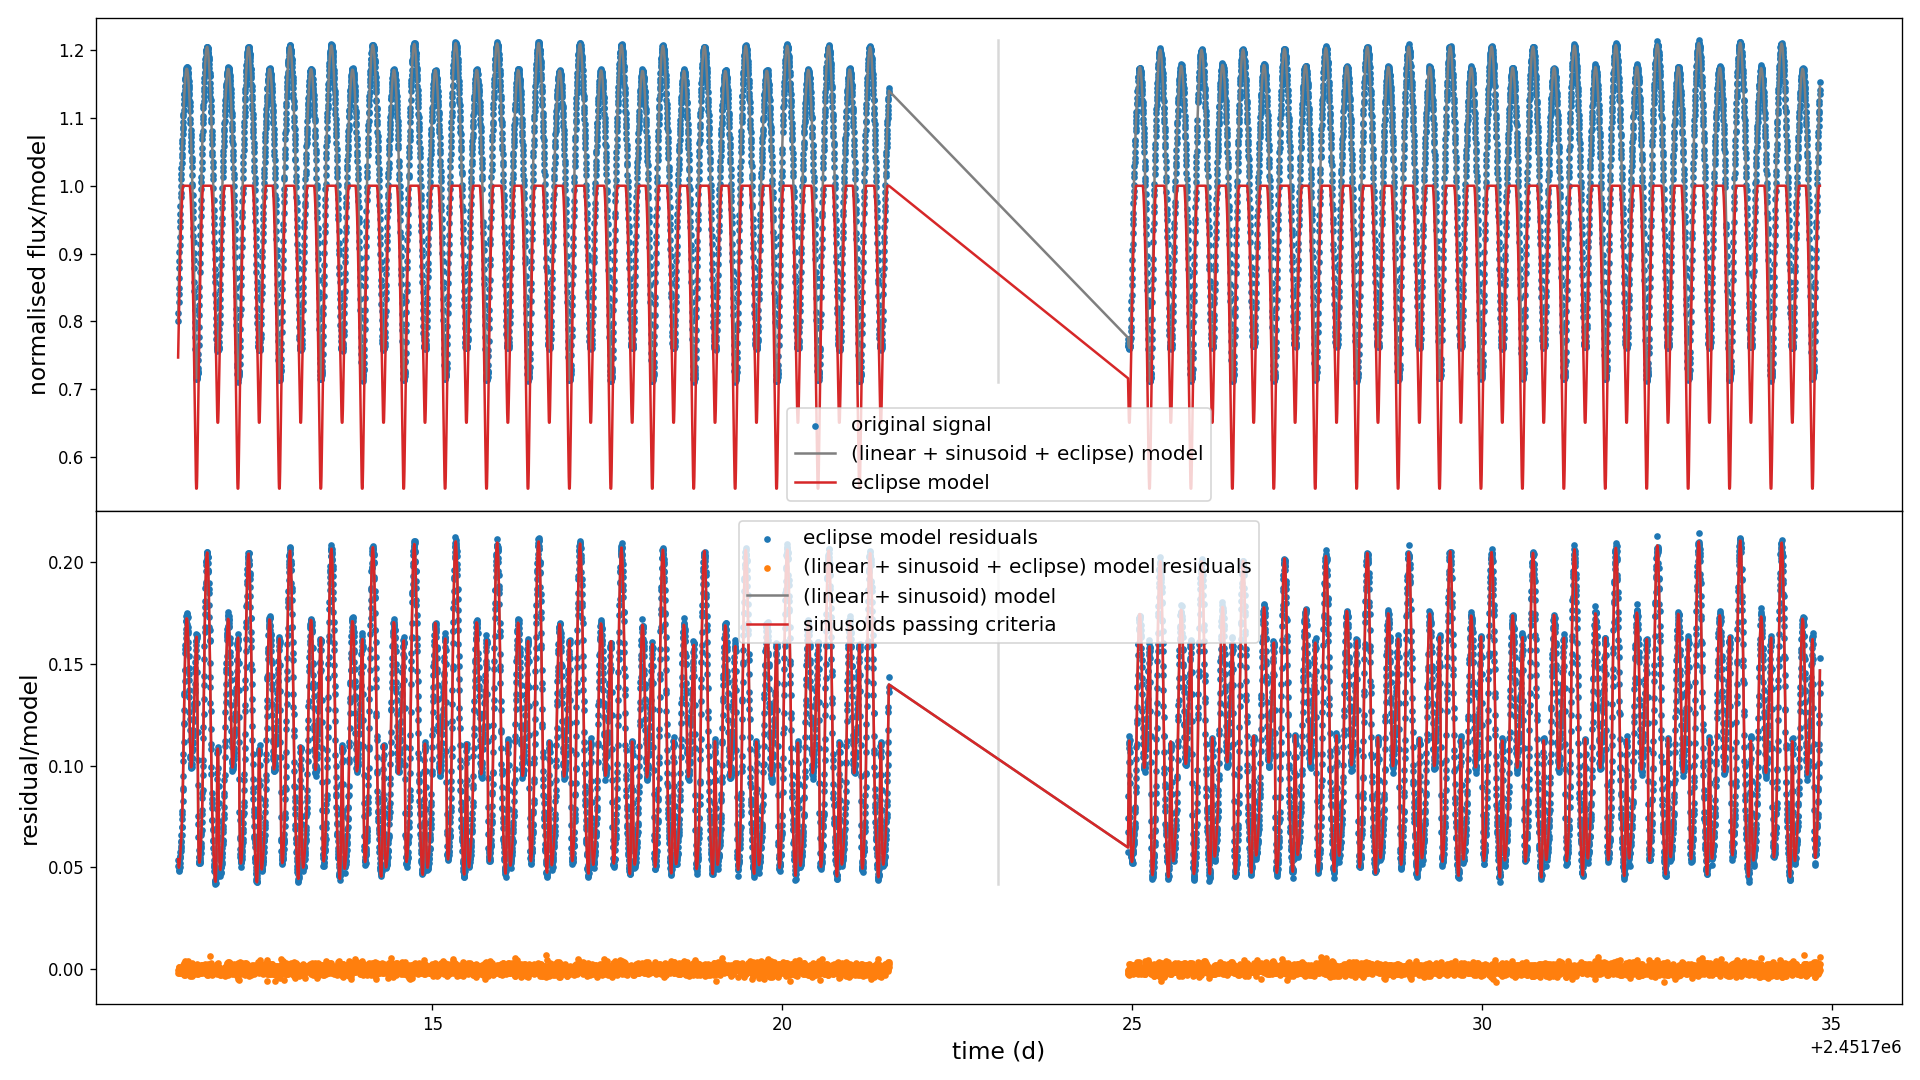 1.2
1.1
1.0
0.9
0.8
0.7
0.6
normalised flux/model
original signal
(linear + sinusoid + eclipse) model
eclipse model
0.20
0.15
0.10
0.05
0.00
residual/model
eclipse model residuals
(linear + sinusoid + eclipse) model residuals
(linear + sinusoid) model
sinusoids passing criteria
15
20
25
30
35
time (d)
+2.4517e6